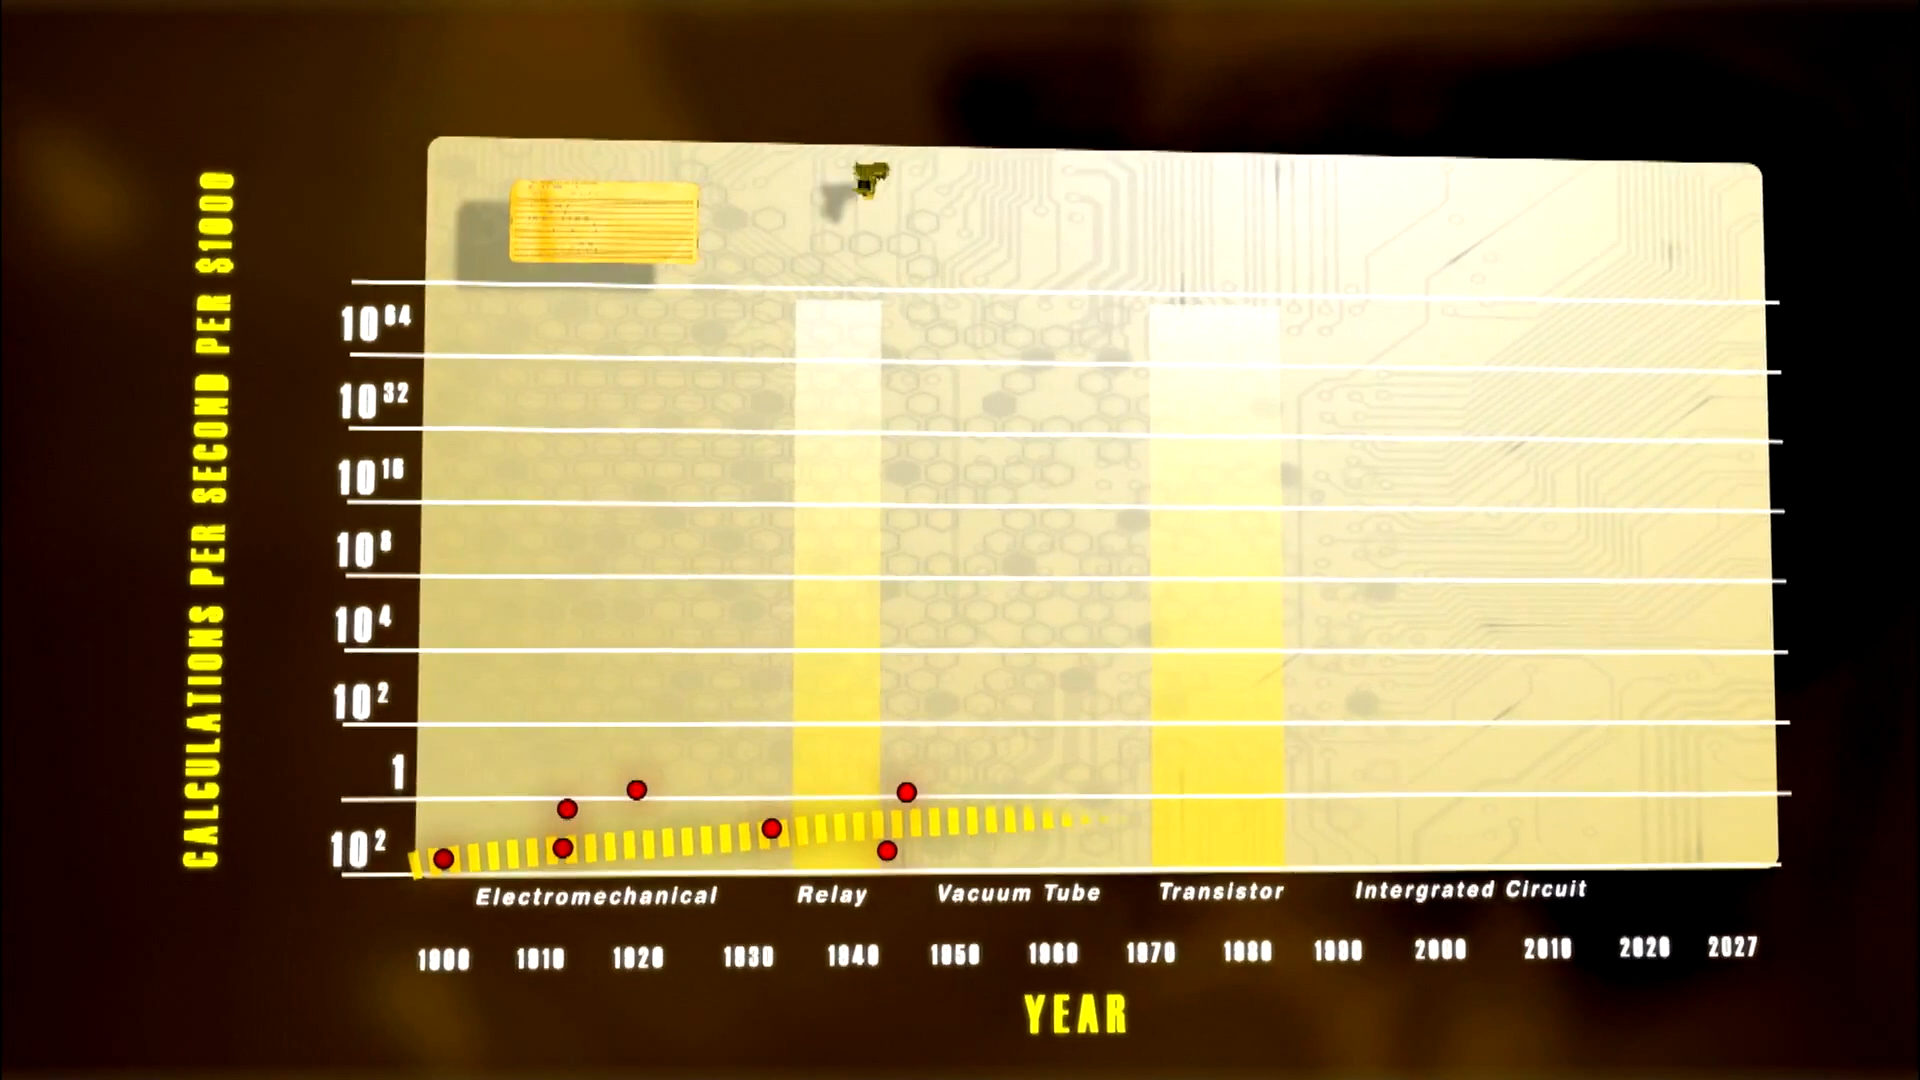 CALCULATIONS PER SECOND PER $1000
10^64
10^32
10^16
10^8
10^4
10^2
1
10^2
Electromechanical Relay Vacuum Tube Transistor Intergrated Circuit
1900 1910 1920 1930 1940 1950 1960 1970 1980 1990 2000 2010 2020 2027
YEAR